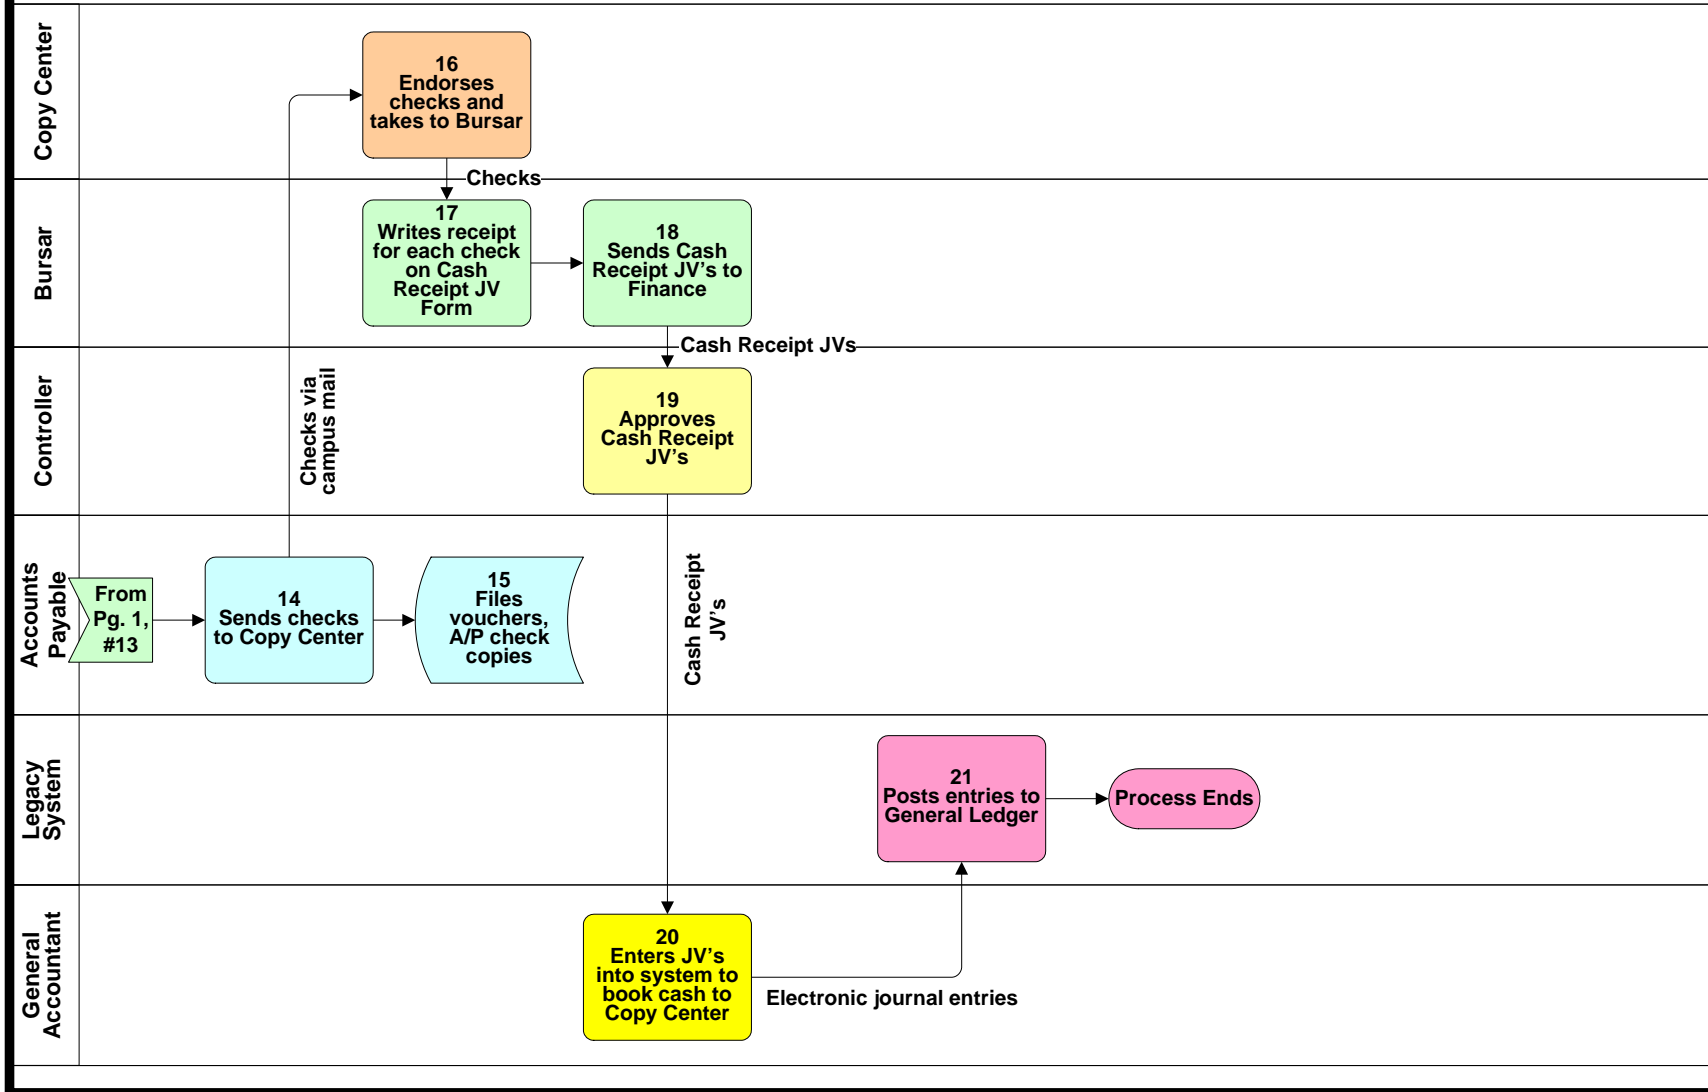 Copy Center
16
Endorses
checks and
takes to Bursar
Checks
Bursar
17
Writes receipt
for each check
on Cash
Receipt JV
Form
18
Sends Cash
Receipt JV's to
Finance
Cash Receipt JVs
Controller
Checks via
campus mail
19
Approves
Cash Receipt
JV’s
Accounts
Payable
From
Pg. 1,
#13
14
Sends checks
to Copy Center
15
Files
vouchers,
A/P check
copies
Cash Receipt
JV’s
Legacy
System
21
Posts entries to
General Ledger
Process Ends
General
Accountant
20
Enters JV’s
into system to
book cash to
Copy Center
Electronic journal entries